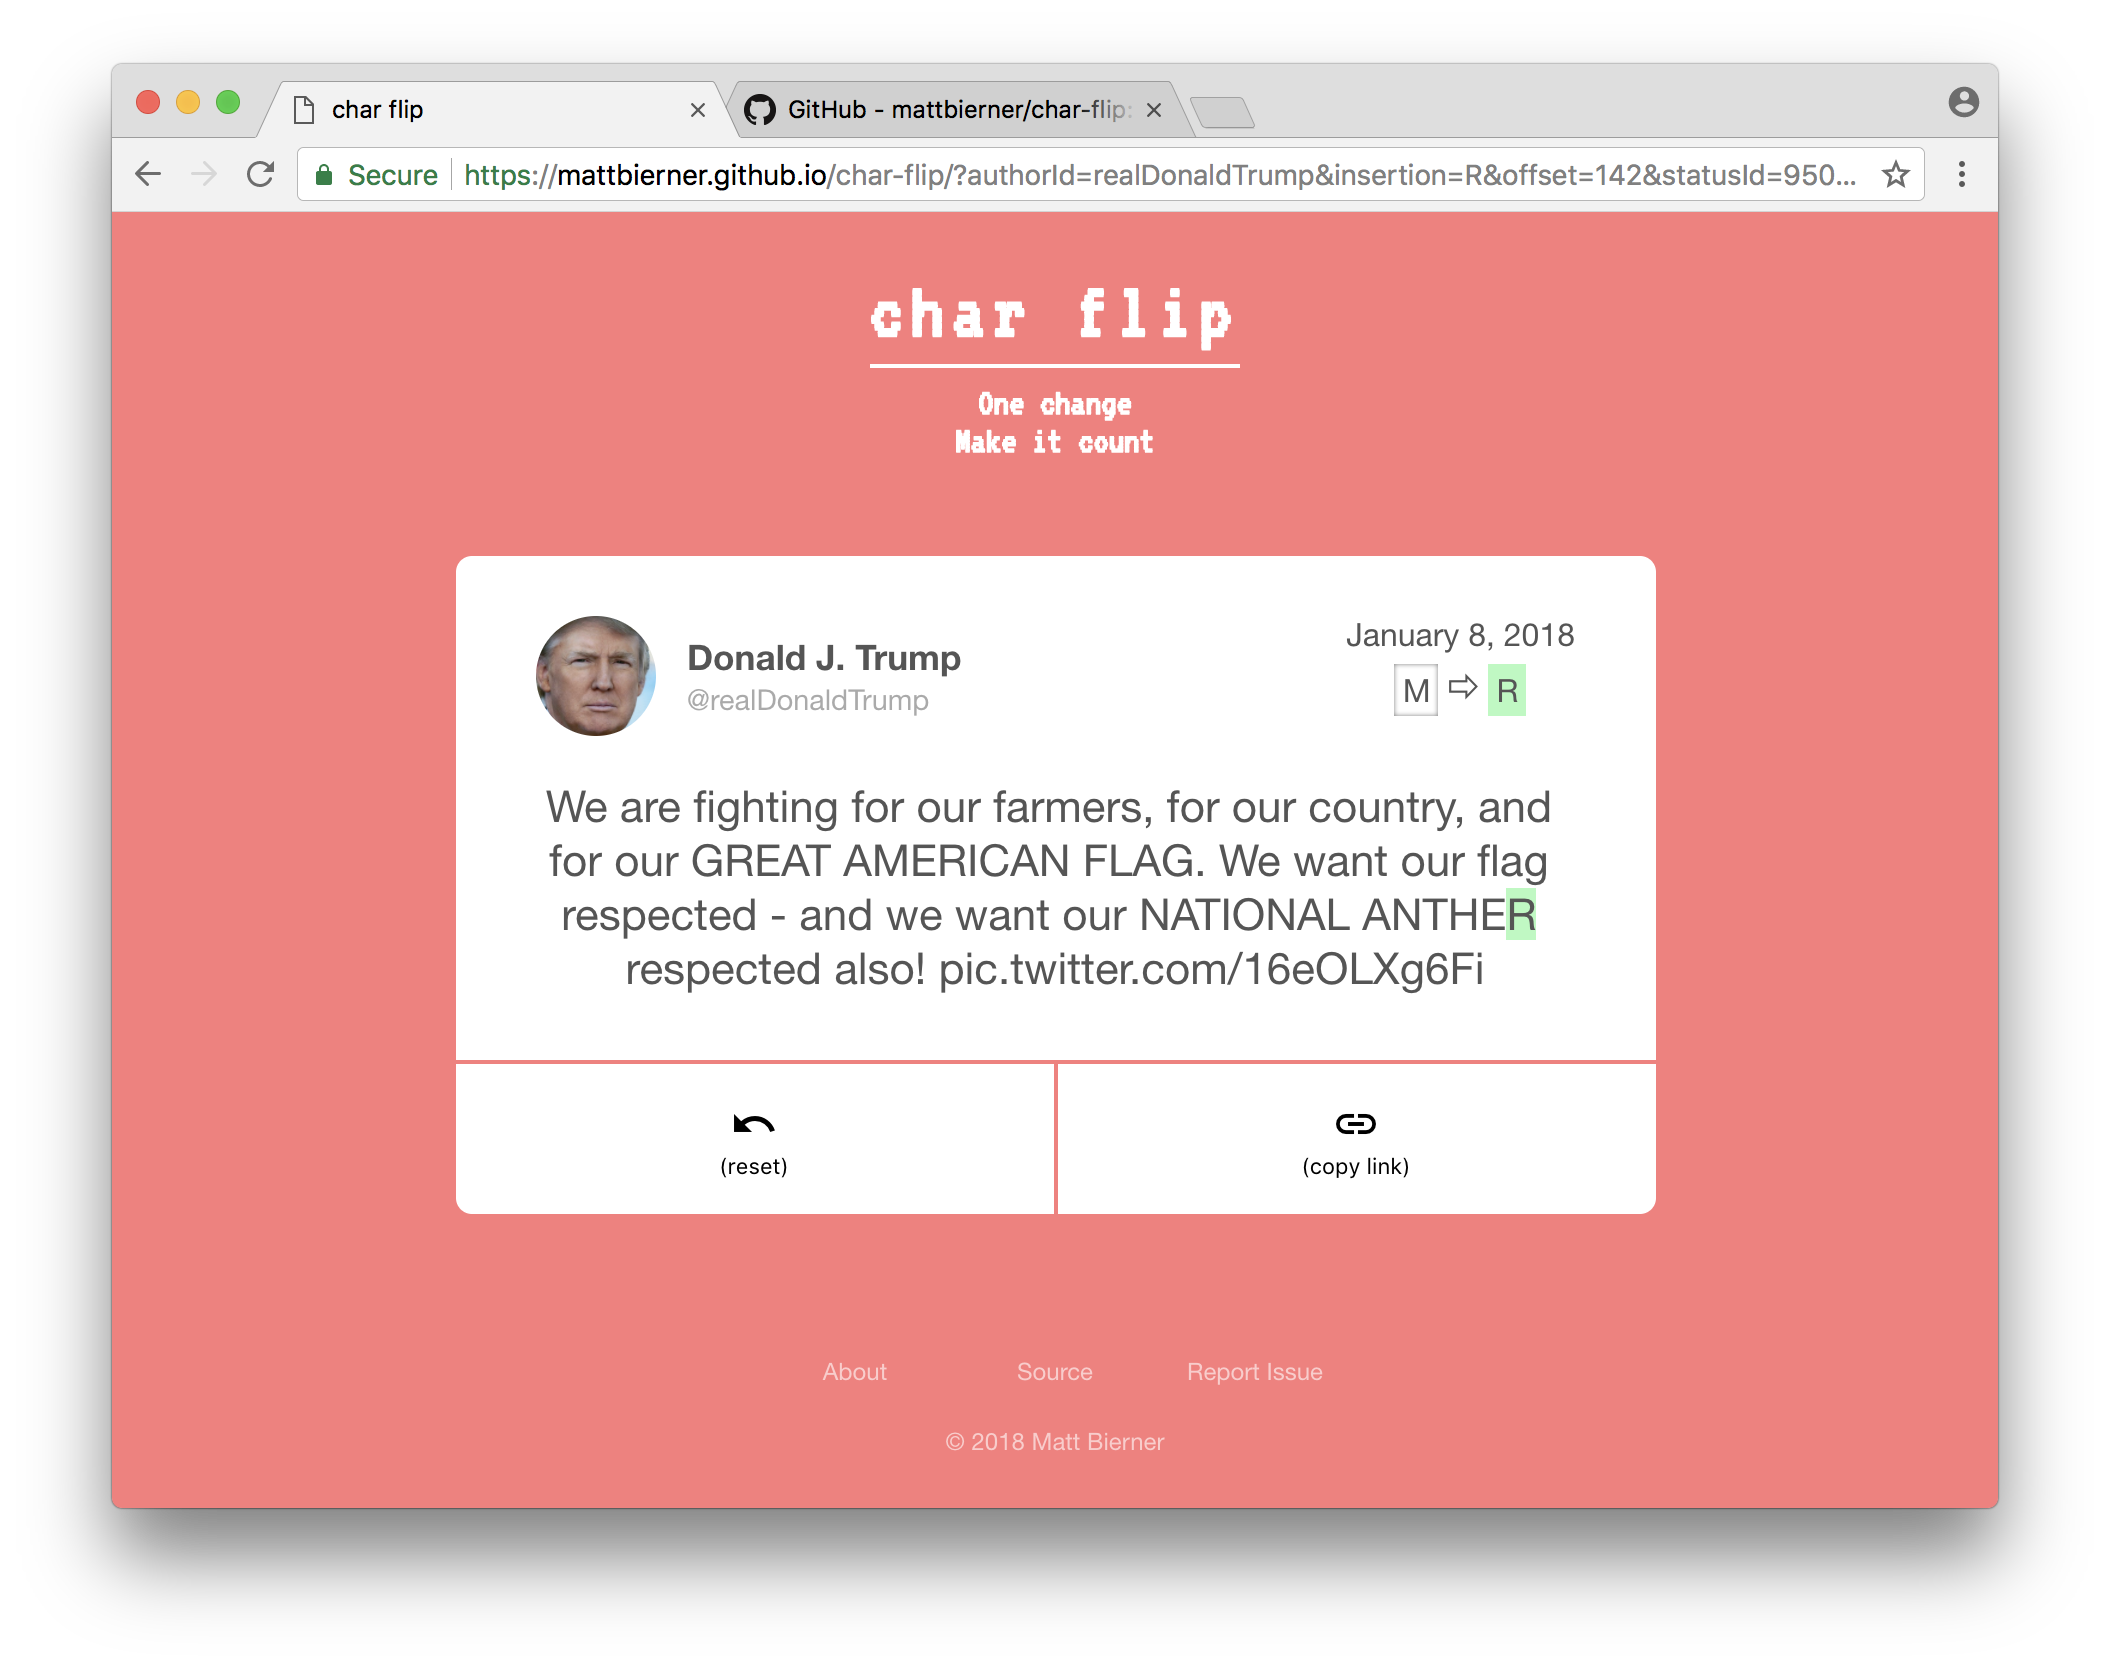 char flip
GitHub - mattbierner/char-flip:
Secure https://mattbierner.github.io/char-flip/?authorId=realDonaldTrump&insertion=R&offset=142&statusId=950...
char flip
One change
Make it count
Donald J. Trump
@realDonaldTrump
January 8, 2018
M ⇨ R
We are fighting for our farmers, for our country, and
for our GREAT AMERICAN FLAG. We want our flag
respected - and we want our NATIONAL ANTHER
respected also! pic.twitter.com/16eOLXg6Fi
(reset)
(copy link)
About Source Report Issue
© 2018 Matt Bierner